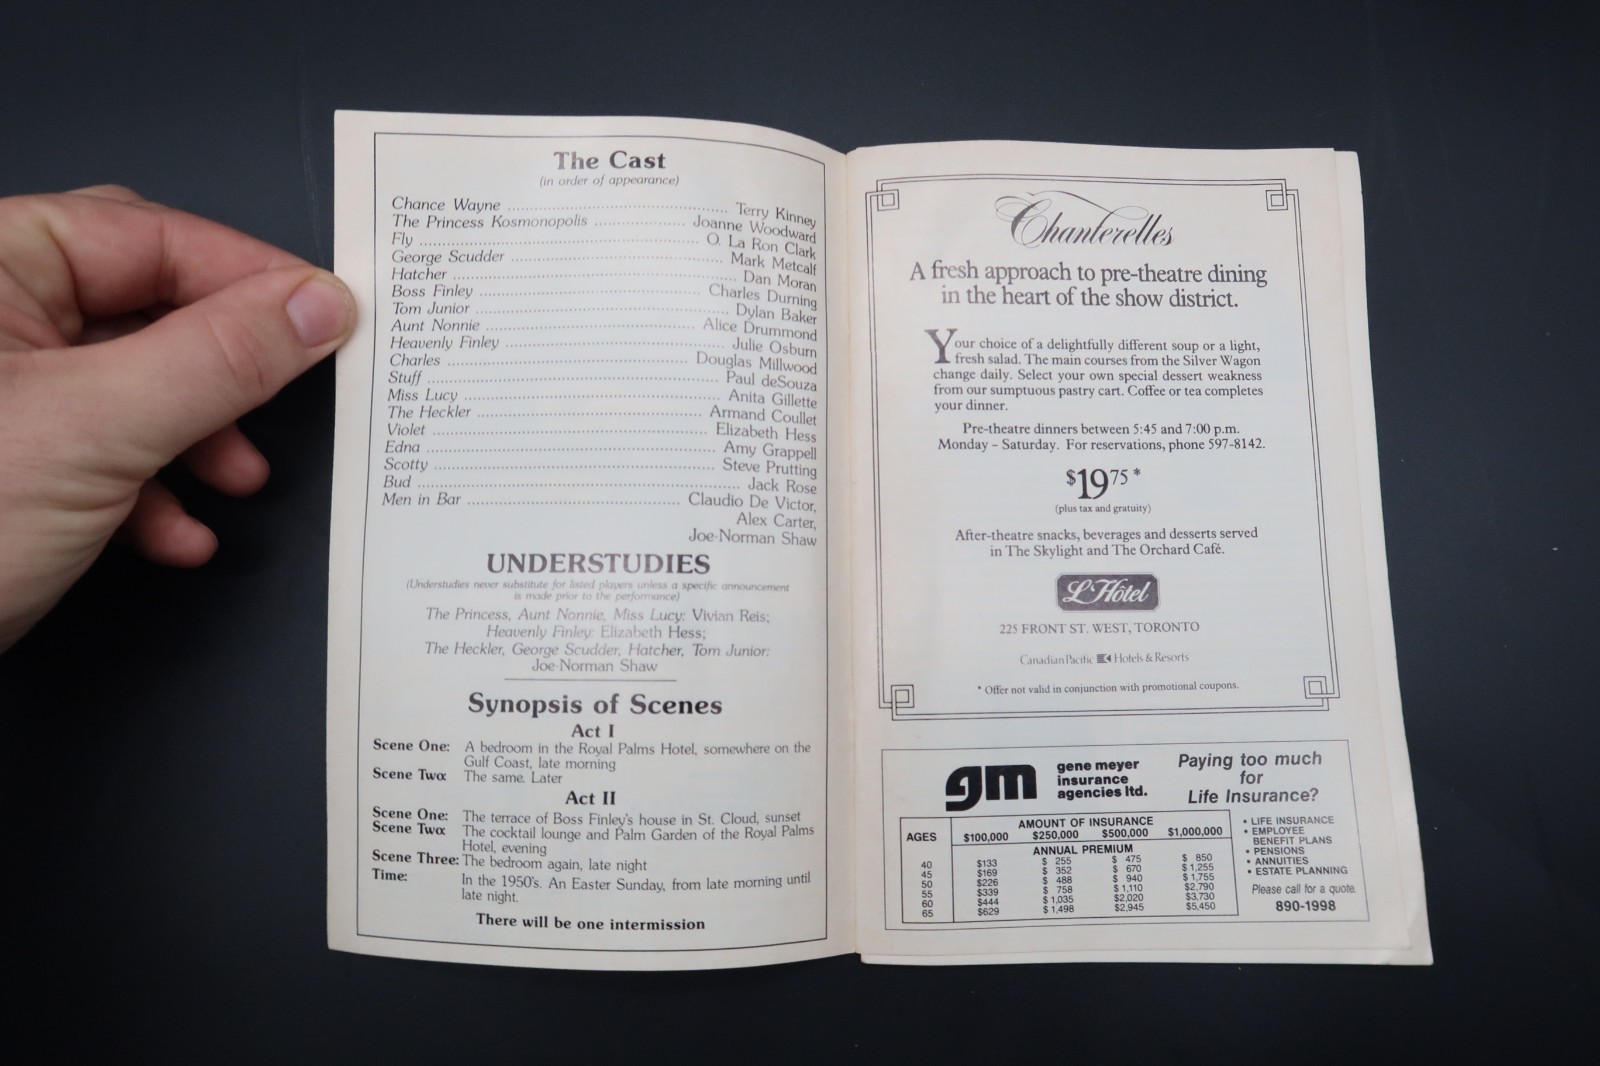 The Cast
(in order of appearance)
Chance Wayne ........ Terry Kinney
The Princess Kosmonopolis ........ Joanne Woodward
Fly ........ O. La Ron Clark
George Scudder ........ Mark Metcalf
Hatcher ........ Dan Moran
Boss Finley ........ Charles Durning
Tom Junior ........ Dylan Baker
Aunt Nonnie ........ Alice Drummond
Heavenly Finley ........ Julie Osburn
Charles ........ Douglas Millwood
Stuff ........ Paul deSouza
Miss Lucy ........ Anita Gillette
The Heckler ........ Armand Coullet
Violet ........ Elizabeth Hess
Edna ........ Amy Grappell
Scotty ........ Steve Prutting
Bud ........ Jack Rose
Men in Bar ........ Claudio De Victor,
Alex Carter,
Joe-Norman Shaw
UNDERSTUDIES
(Understudies never substitute for listed players unless a specific announcement
is made prior to the performance)
The Princess, Aunt Nonnie, Miss Lucy: Vivian Reis;
Heavenly Finley: Elizabeth Hess;
The Heckler, George Scudder, Hatcher, Tom Junior:
Joe-Norman Shaw
Synopsis of Scenes
Act I
Scene One: A bedroom in the Royal Palms Hotel, somewhere on the
Gulf Coast, late morning
Scene Two: The same. Later
Act II
Scene One: The terrace of Boss Finley's house in St. Cloud, sunset
Scene Two: The cocktail lounge and Palm Garden of the Royal Palms
Hotel, evening
Scene Three: The bedroom again, late night
Time: In the 1950's. An Easter Sunday, from late morning until
late night.
There will be one intermission
Chanterelles
A fresh approach to pre-theatre dining
in the heart of the show district.
Your choice of a delightfully different soup or a light,
fresh salad. The main courses from the Silver Wagon
change daily. Select your own special dessert weakness
from our sumptuous pastry cart. Coffee or tea completes
your dinner.
Pre-theatre dinners between 5:45 and 7:00 p.m.
Monday – Saturday. For reservations, phone 597-8142.
$19.75*
(plus tax and gratuity)
After-theatre snacks, beverages and desserts served
in The Skylight and The Orchard Cafè.
L'Hôtel
225 FRONT ST. WEST, TORONTO
Canadian Pacific Hotels & Resorts
* Offer not valid in conjunction with promotional coupons.
gm
gene meyer
insurance
agencies ltd.
Paying too much
for
Life Insurance?
AMOUNT OF INSURANCE
AGES $100,000 $250,000 $500,000 $1,000,000
ANNUAL PREMIUM
40 $133 $ 255 $ 475 $ 850
45 $169 $ 352 $ 670 $1,255
50 $226 $ 488 $ 940 $1,755
55 $339 $ 758 $1,110 $2,790
60 $444 $1,035 $2,020 $3,730
65 $629 $1,498 $2,945 $5,450
• LIFE INSURANCE
• EMPLOYEE
BENEFIT PLANS
• PENSIONS
• ANNUITIES
• ESTATE PLANNING
Please call for a quote.
890-1998